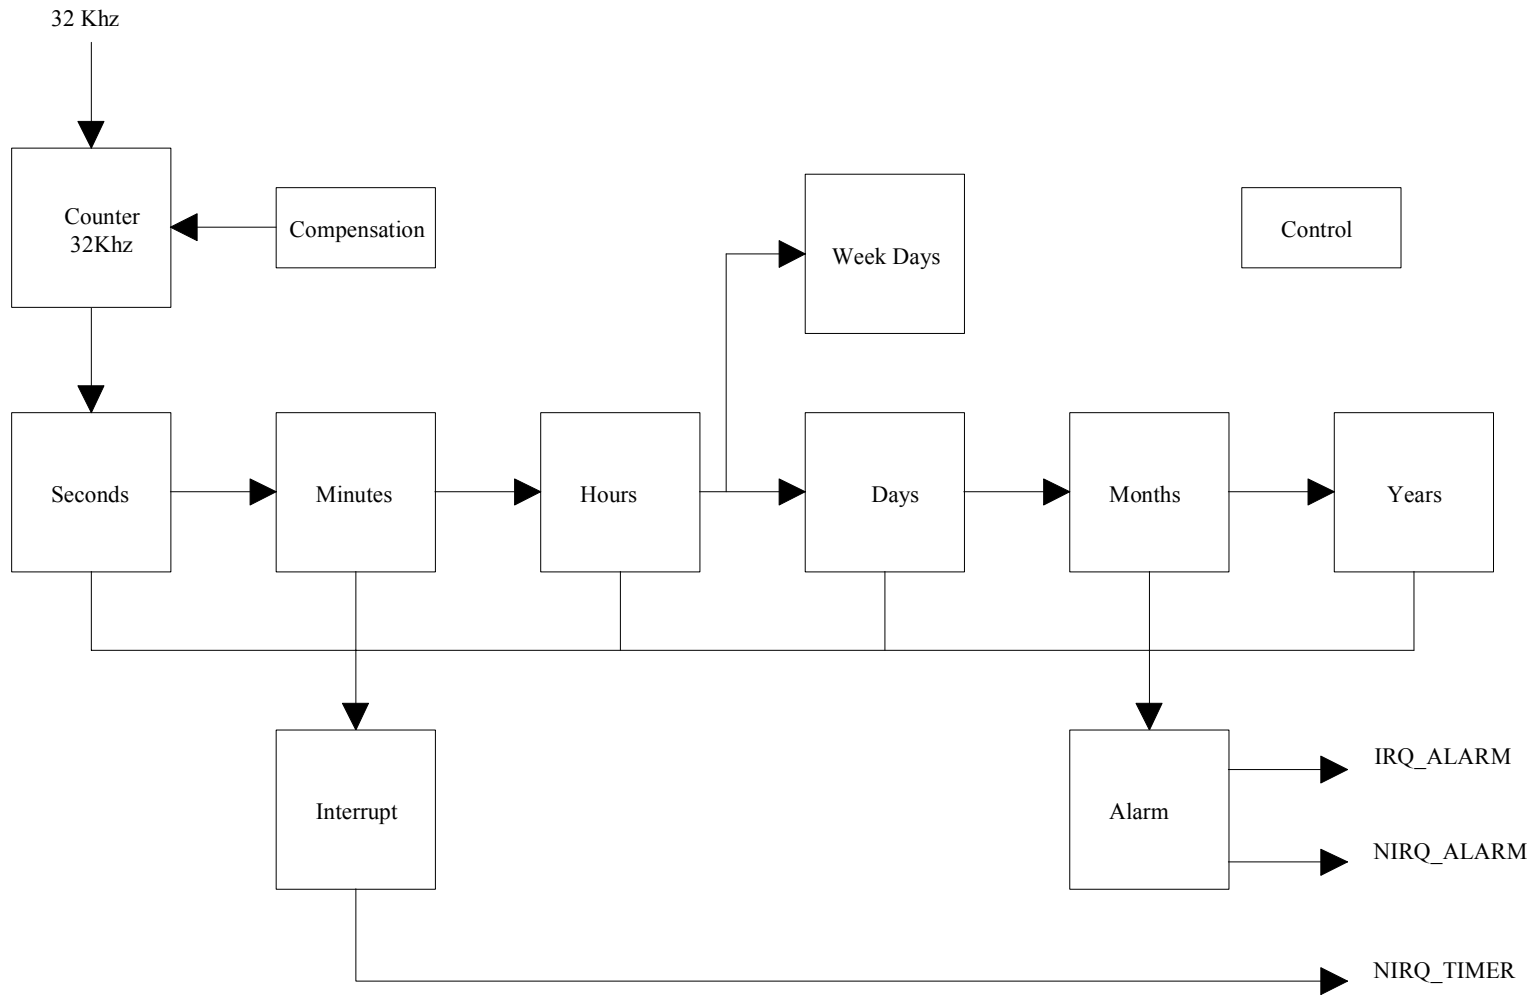 32 Khz
Counter
32Khz
Compensation
Week Days
Control
Seconds
Minutes
Hours
Days
Months
Years
Interrupt
Alarm
IRQ_ALARM
NIRQ_ALARM
NIRQ_TIMER